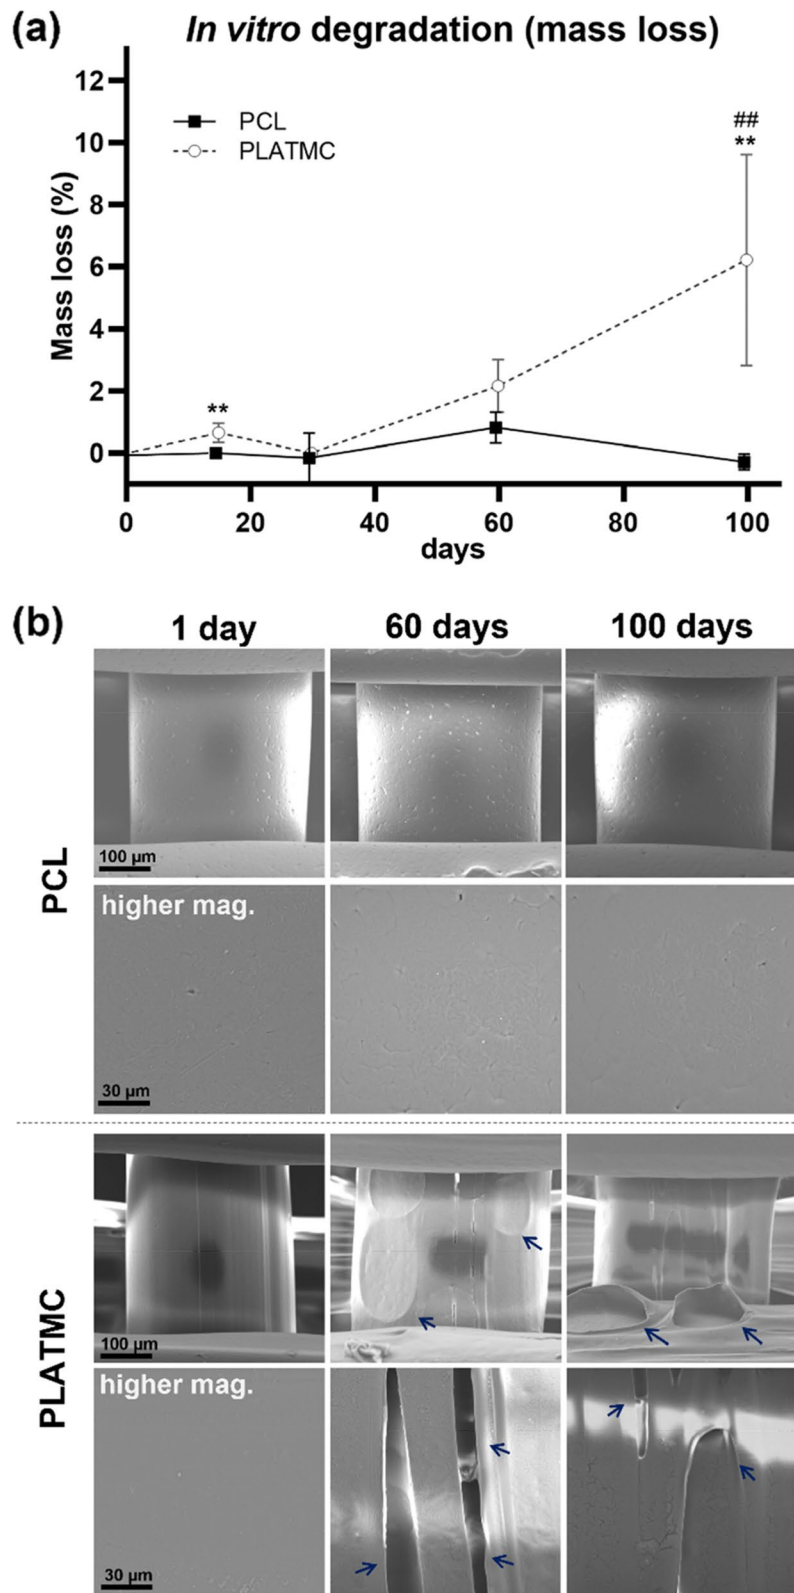 (a) In vitro degradation (mass loss)
12
10
8
6
4
2
0
Mass loss (%)
PCL
PLATMC
**
##
**
0 20 40 60 80 100
days
(b)
1 day 60 days 100 days
PCL
100 µm
higher mag.
30 µm
PLATMC
100 µm
higher mag.
30 µm